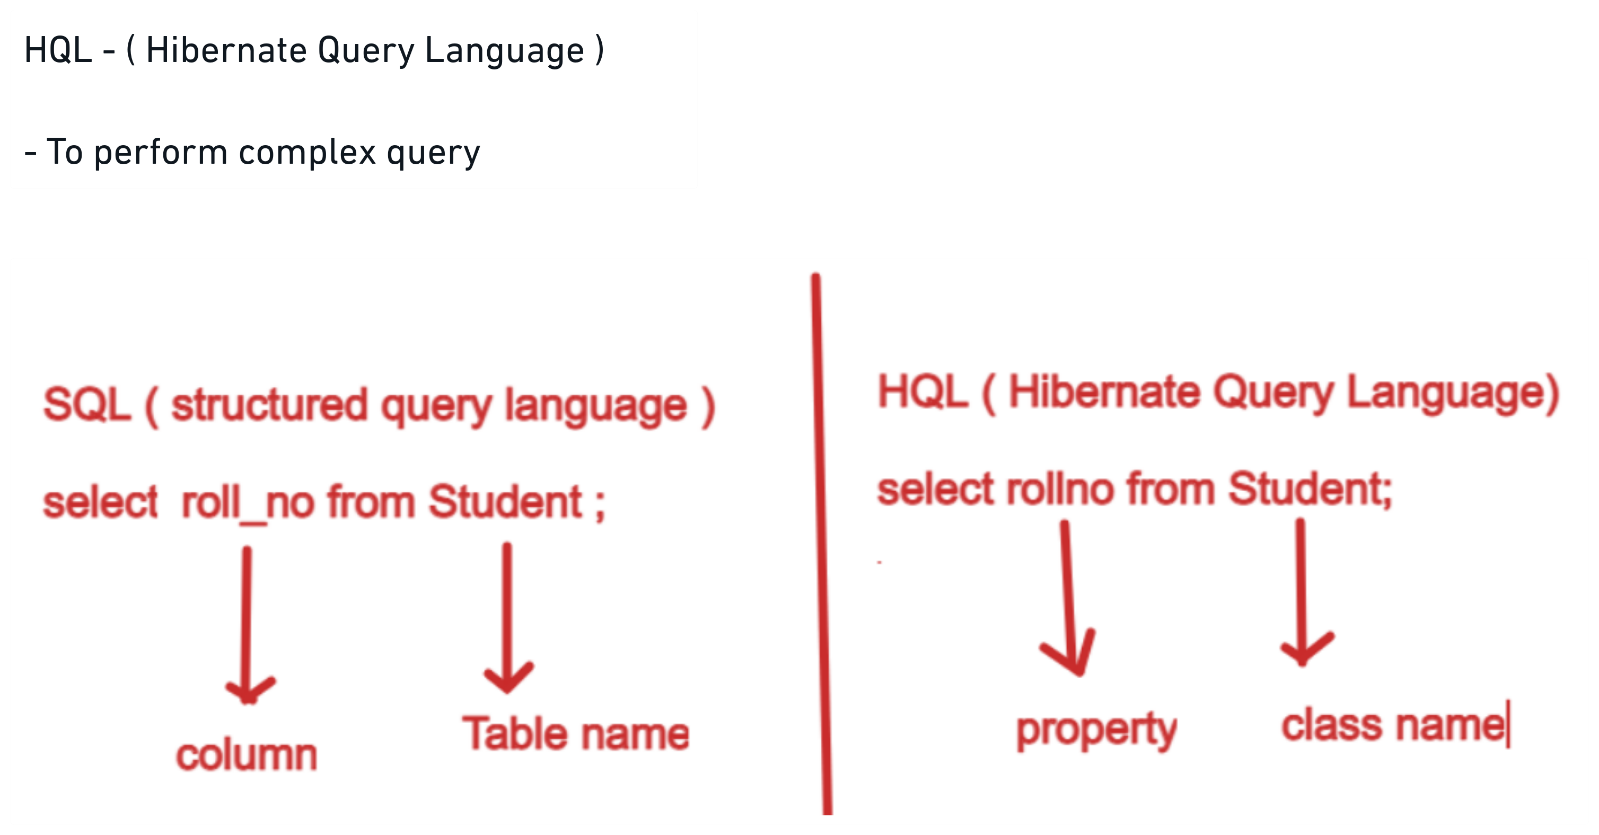 HQL - ( Hibernate Query Language )
- To perform complex query
SQL ( structured query language )
select roll_no from Student ;
column
Table name
HQL ( Hibernate Query Language)
select rollno from Student;
property
class name